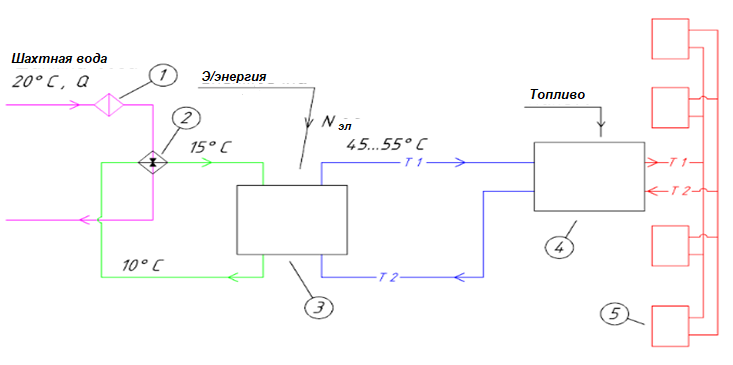 Шахтная вода
20° C, Q
1
2
15° C
10° C
Э/энергия
N эл
45...55° C
T 1
T 2
3
Топливо
4
T 1
T 2
5